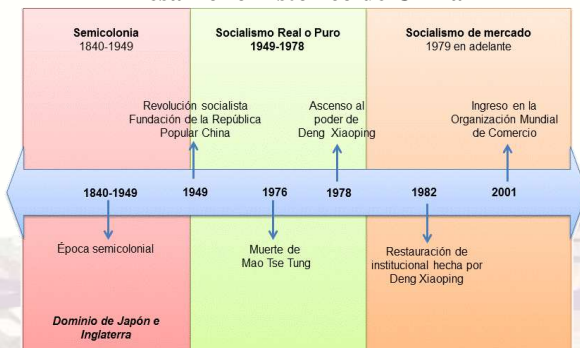 Semicolonia
1840-1949
Socialismo Real o Puro
1949-1978
Socialismo de mercado
1979 en adelante
Revolución socialista
Fundación de la República
Popular China
Ascenso al
poder de
Deng Xiaoping
Ingreso en la
Organización Mundial
de Comercio
1840-1949
1949
1976
1978
1982
2001
Época semicolonial
Muerte de
Mao Tse Tung
Restauración de
institucional hecha por
Deng Xiaoping
Dominio de Japón e
Inglaterra